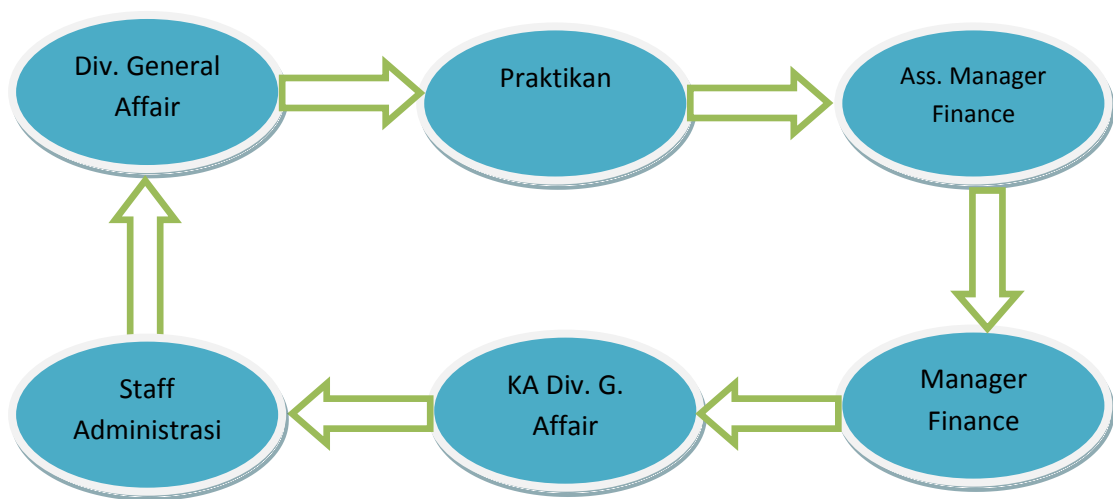 Div. General
Affair
Praktikan
Ass. Manager
Finance
Staff
Administrasi
KA Div. G.
Affair
Manager
Finance